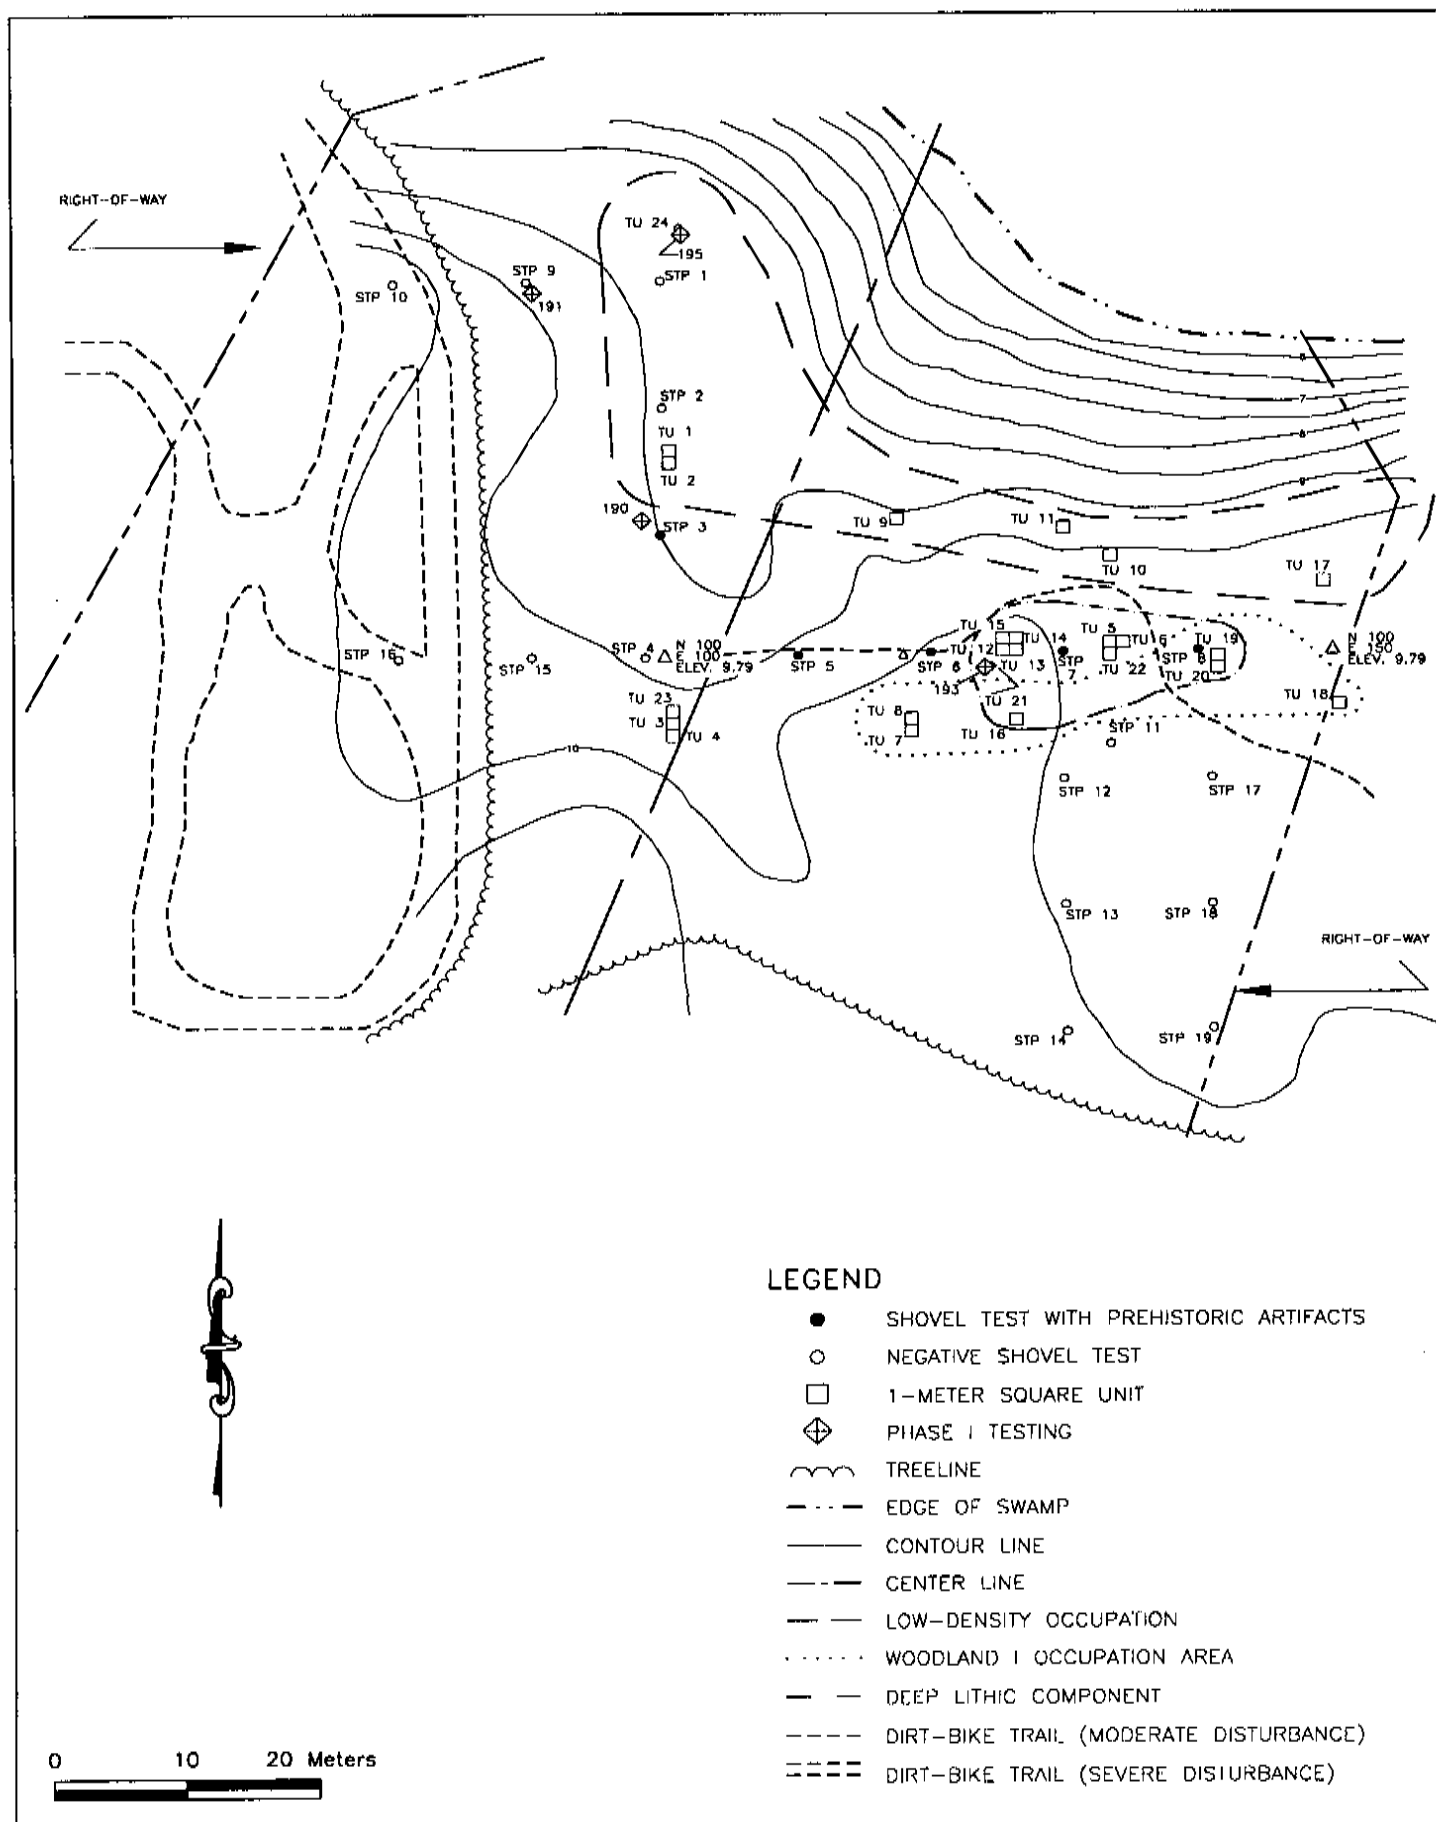 RIGHT-OF-WAY
TU 24
195
STP 1
STP 9
191
STP 10
STP 2
TU 1
TU 2
190
STP 3
6
7
8
9
TU 9
TU 11
TU 10
TU 17
TU 15
TU 14
TU 12
TU 13
TU 5
TU 6
TU 19
STP 4
N 100
E 100
ELEV. 9.79
STP 5
STP 6
STP 7
TU 22
STP 8
TU 20
N 100
E 150
ELEV. 9.79
STP 16
STP 15
193
TU 21
TU 18
TU 23
TU 3
TU 4
TU 8
TU 7
TU 16
STP 11
10
STP 12
STP 17
STP 13
STP 18
RIGHT-OF-WAY
STP 14
STP 19
LEGEND
SHOVEL TEST WITH PREHISTORIC ARTIFACTS
NEGATIVE SHOVEL TEST
1-METER SQUARE UNIT
PHASE I TESTING
TREELINE
EDGE OF SWAMP
CONTOUR LINE
CENTER LINE
LOW-DENSITY OCCUPATION
WOODLAND I OCCUPATION AREA
DEEP LITHIC COMPONENT
DIRT-BIKE TRAIL (MODERATE DISTURBANCE)
DIRT-BIKE TRAIL (SEVERE DISTURBANCE)
0 10 20 Meters